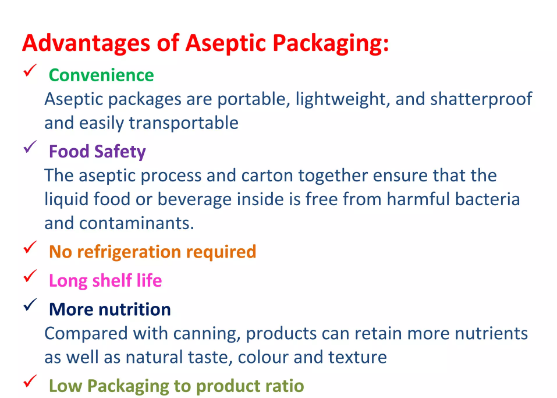 Advantages of Aseptic Packaging:
✓ Convenience
Aseptic packages are portable, lightweight, and shatterproof
and easily transportable
✓ Food Safety
The aseptic process and carton together ensure that the
liquid food or beverage inside is free from harmful bacteria
and contaminants.
✓ No refrigeration required
✓ Long shelf life
✓ More nutrition
Compared with canning, products can retain more nutrients
as well as natural taste, colour and texture
✓ Low Packaging to product ratio